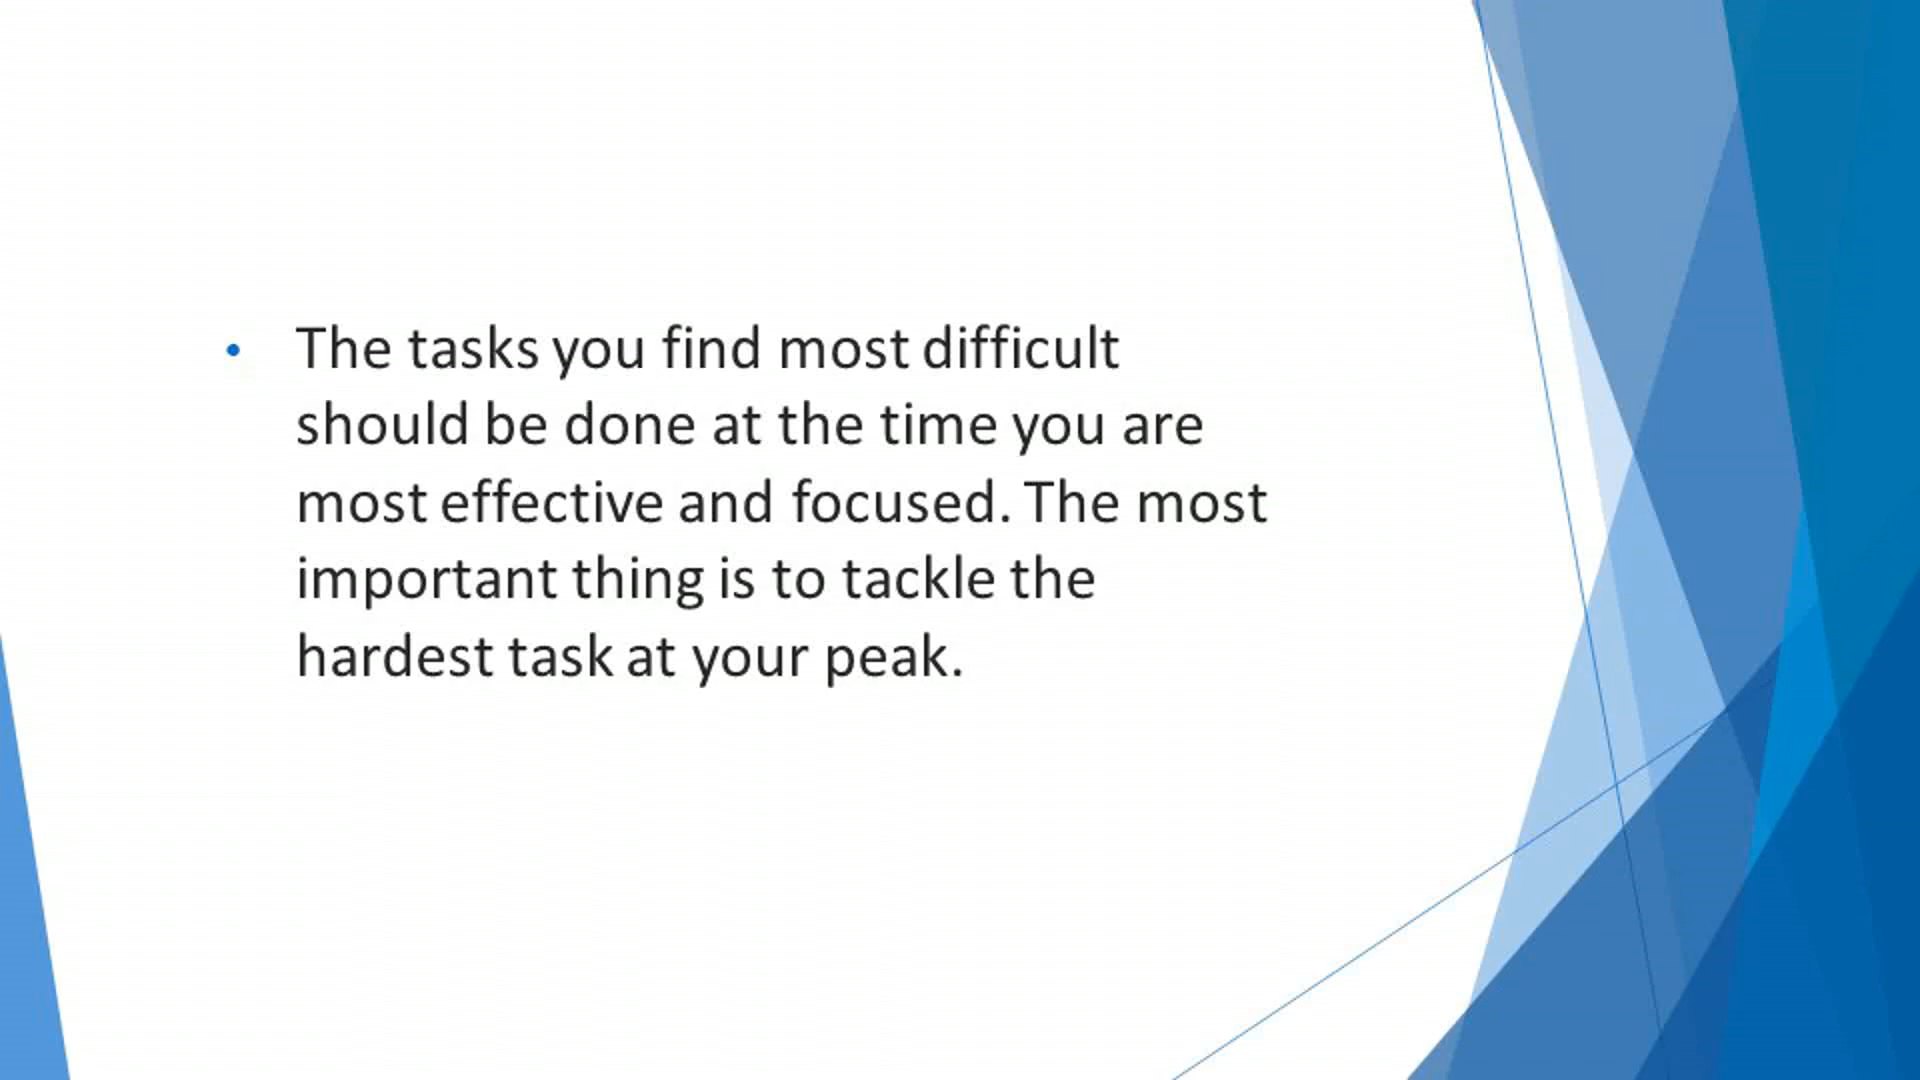 • The tasks you find most difficult
should be done at the time you are
most effective and focused. The most
important thing is to tackle the
hardest task at your peak.